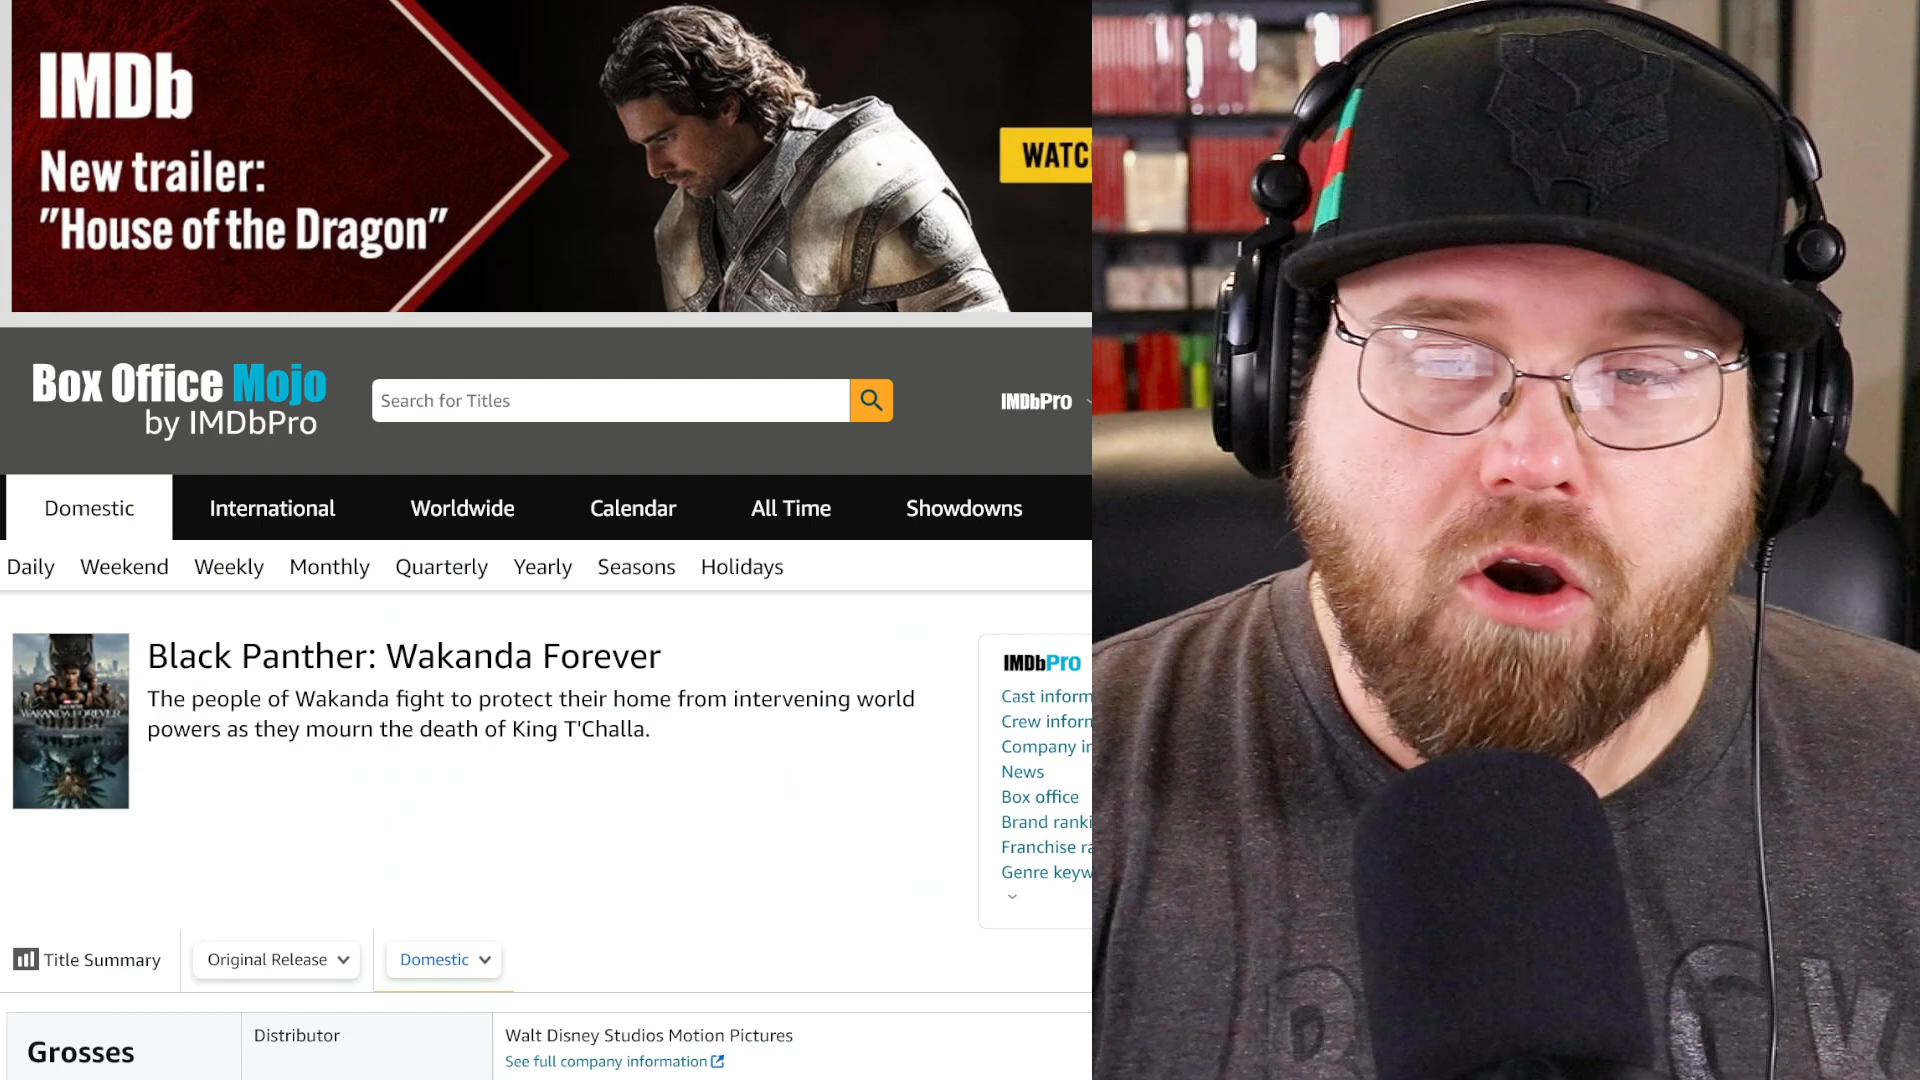 IMDb
New trailer:
"House of the Dragon"
WATC
Box Office Mojo
by IMDbPro
Search for Titles
IMDbPro
Domestic
International
Worldwide
Calendar
All Time
Showdowns
Daily
Weekend
Weekly
Monthly
Quarterly
Yearly
Seasons
Holidays
WAKANDA FOREVER
Black Panther: Wakanda Forever
The people of Wakanda fight to protect their home from intervening world
powers as they mourn the death of King T'Challa.
IMDbPro
Cast inform
Crew inforn
Company ir
News
Box office
Brand ranki
Franchise ra
Genre keyw
Title Summary
Original Release
Domestic
Grosses
Distributor
Walt Disney Studios Motion Pictures
See full company information